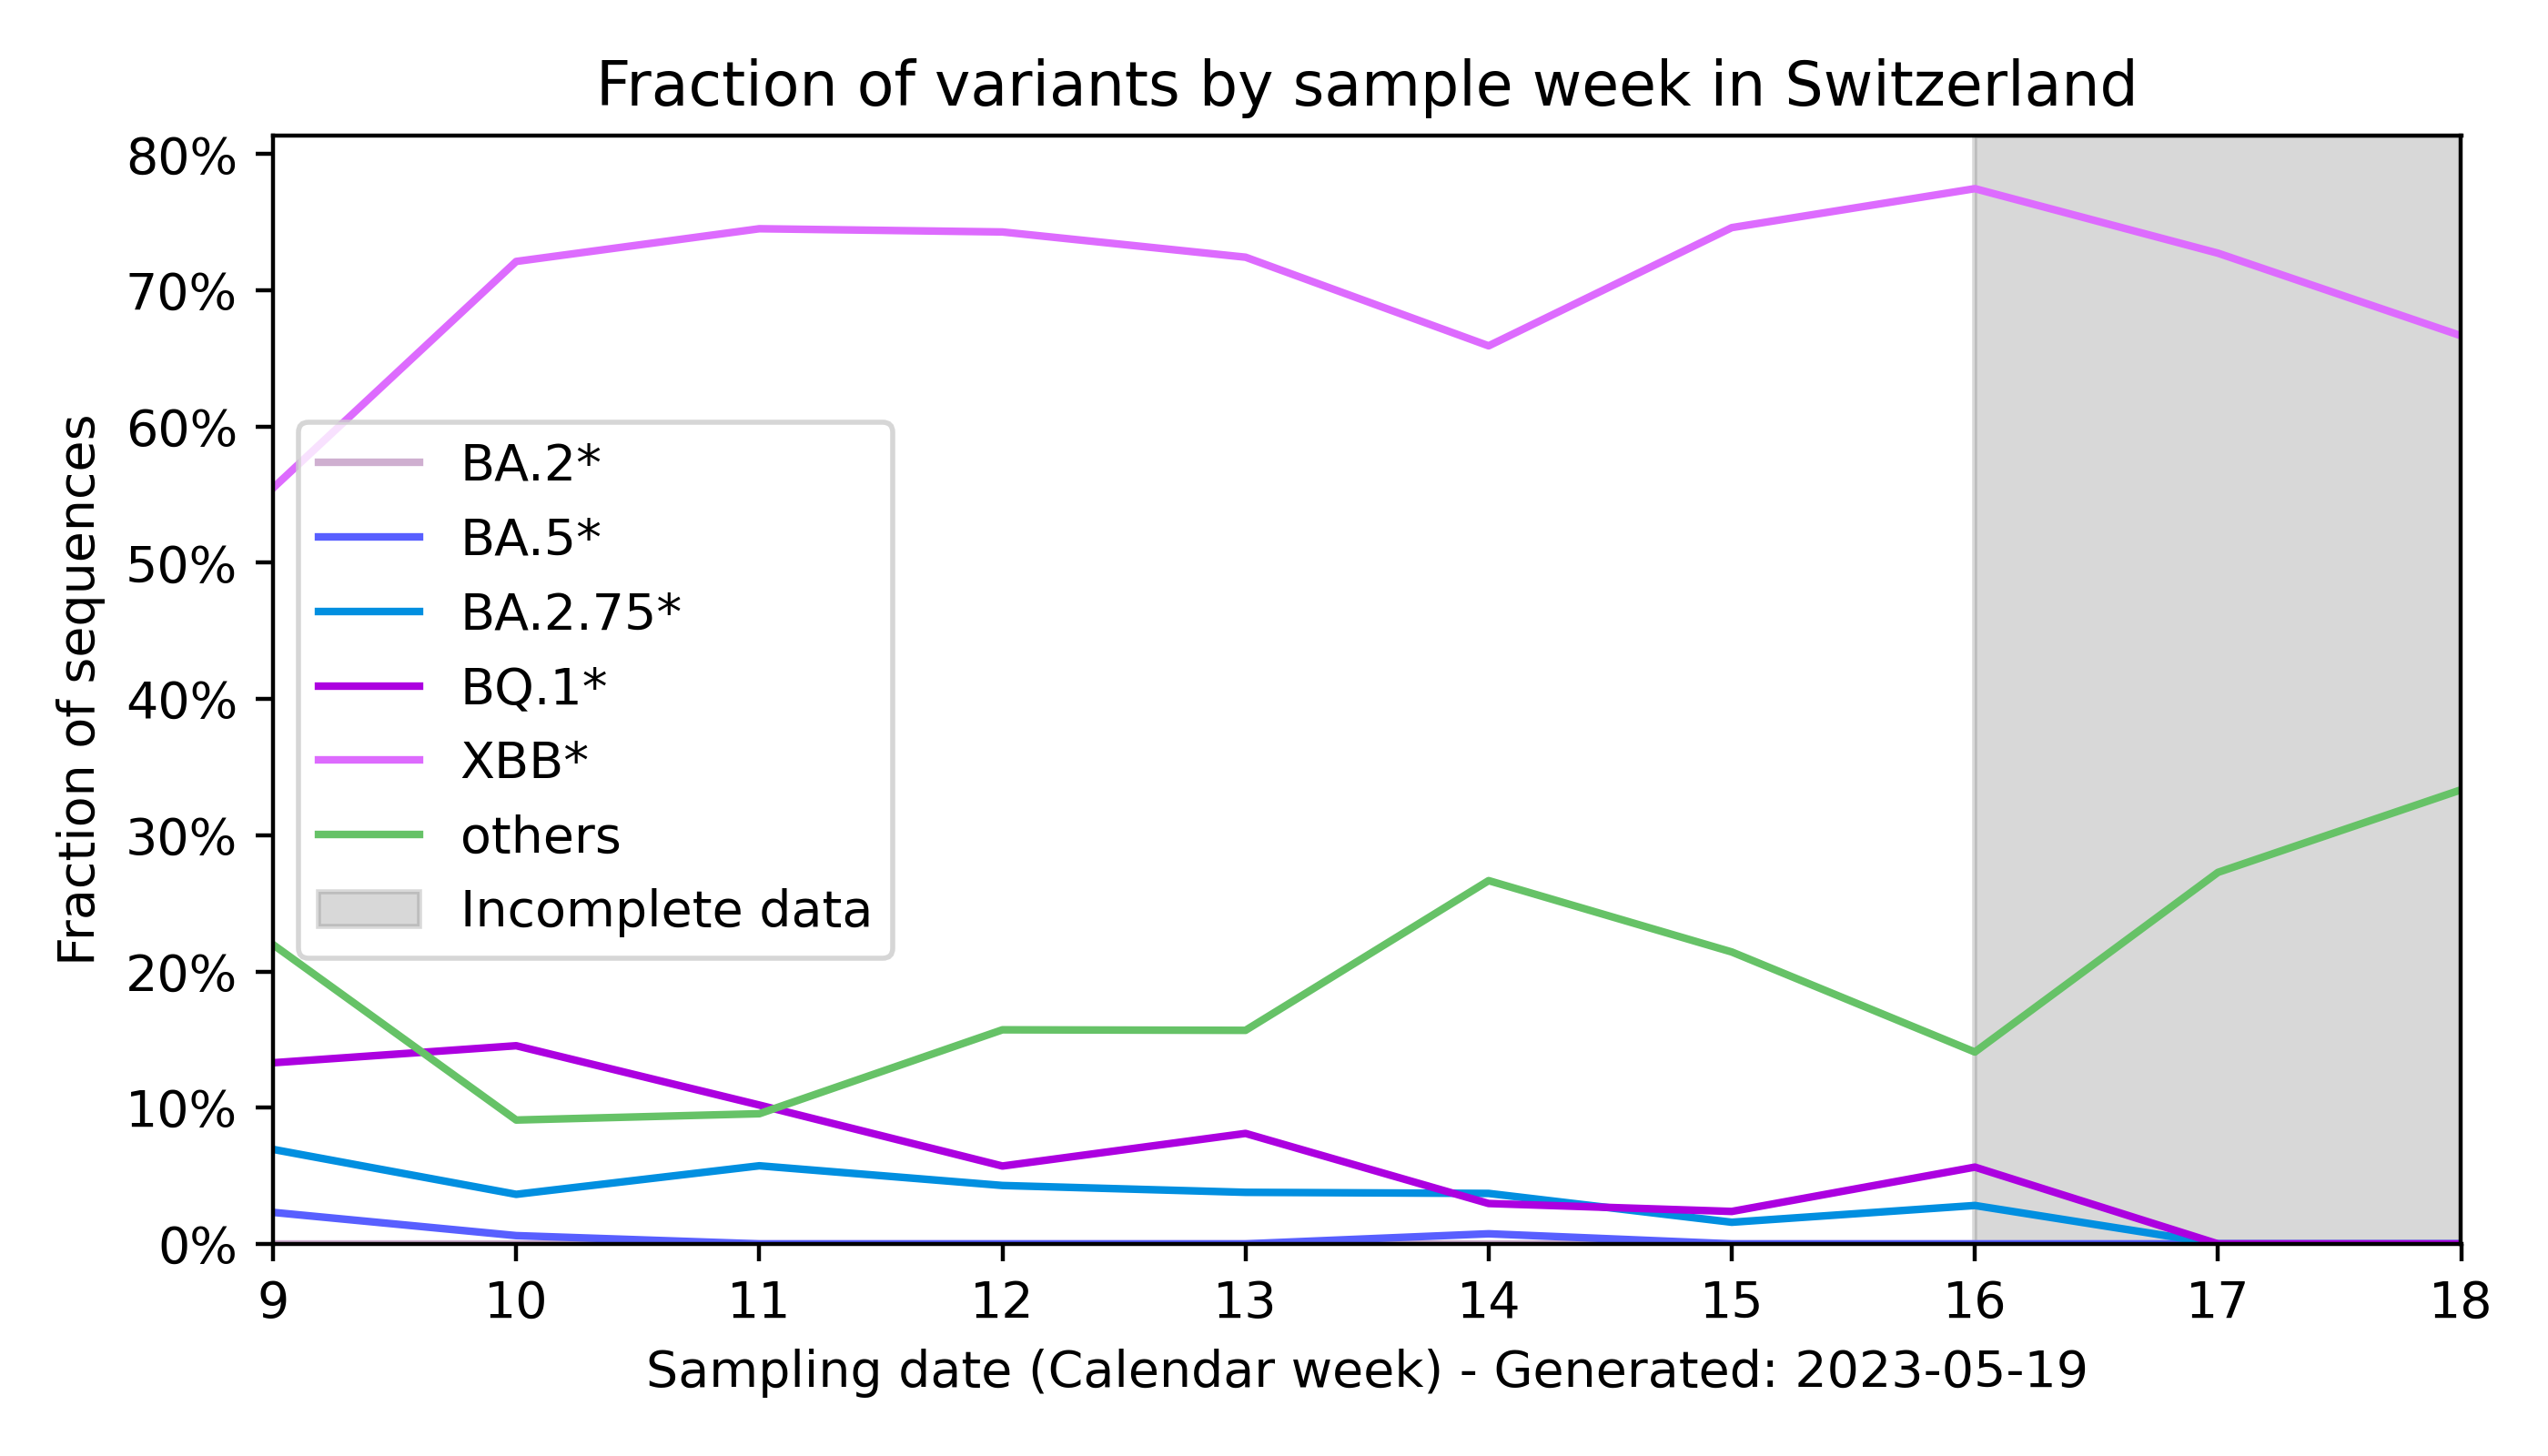 Fraction of variants by sample week in Switzerland
80%
70%
60%
50%
40%
30%
20%
10%
0%
Fraction of sequences
BA.2*
BA.5*
BA.2.75*
BQ.1*
XBB*
others
Incomplete data
9 10 11 12 13 14 15 16 17 18
Sampling date (Calendar week) - Generated: 2023-05-19